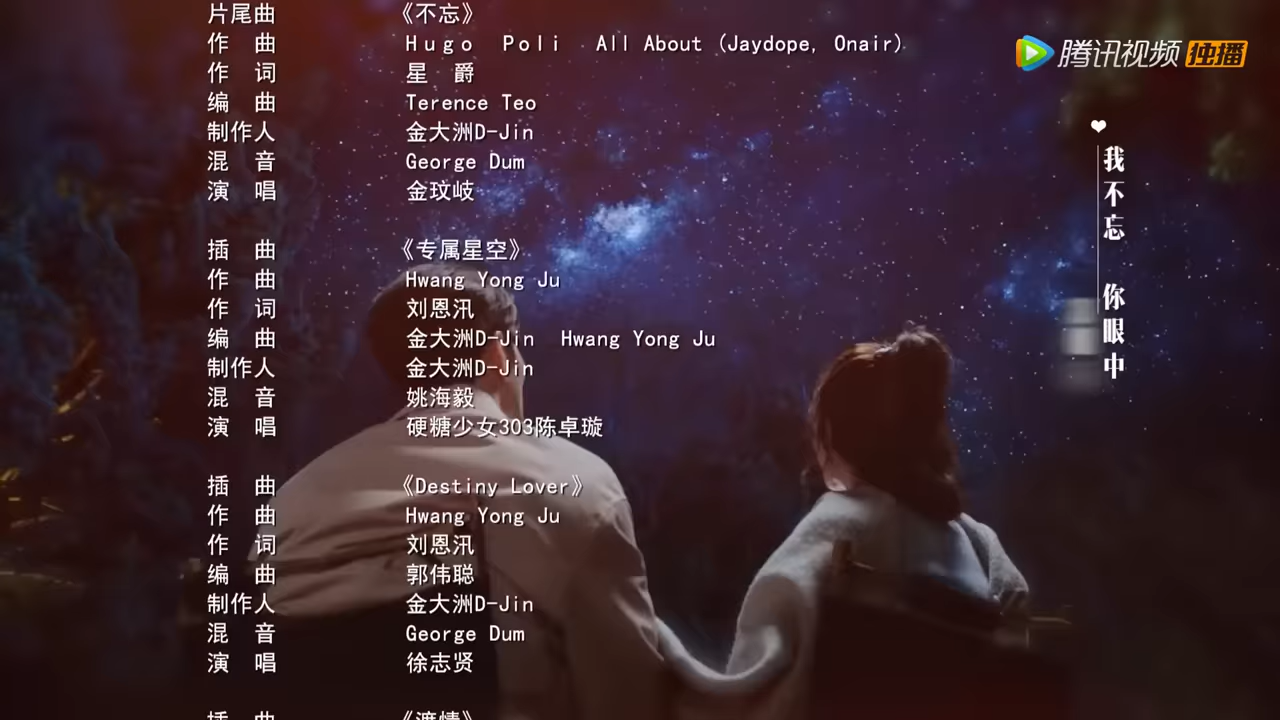 片尾曲 《不忘》
作 曲 Hugo Poli All About (Jaydope, Onair)
作 词 星 爵
编 曲 Terence Teo
制作人 金大洲D-Jin
混 音 George Dum
演 唱 金玟岐
插 曲 《专属星空》
作 曲 Hwang Yong Ju
作 词 刘恩汛
编 曲 金大洲D-Jin Hwang Yong Ju
制作人 金大洲D-Jin
混 音 姚海毅
演 唱 硬糖少女303陈卓璇
插 曲 《Destiny Lover》
作 曲 Hwang Yong Ju
作 词 刘恩汛
编 曲 郭伟聪
制作人 金大洲D-Jin
混 音 George Dum
演 唱 徐志贤
插 曲 《渡情》
腾讯视频 独播
我不忘 你眼中